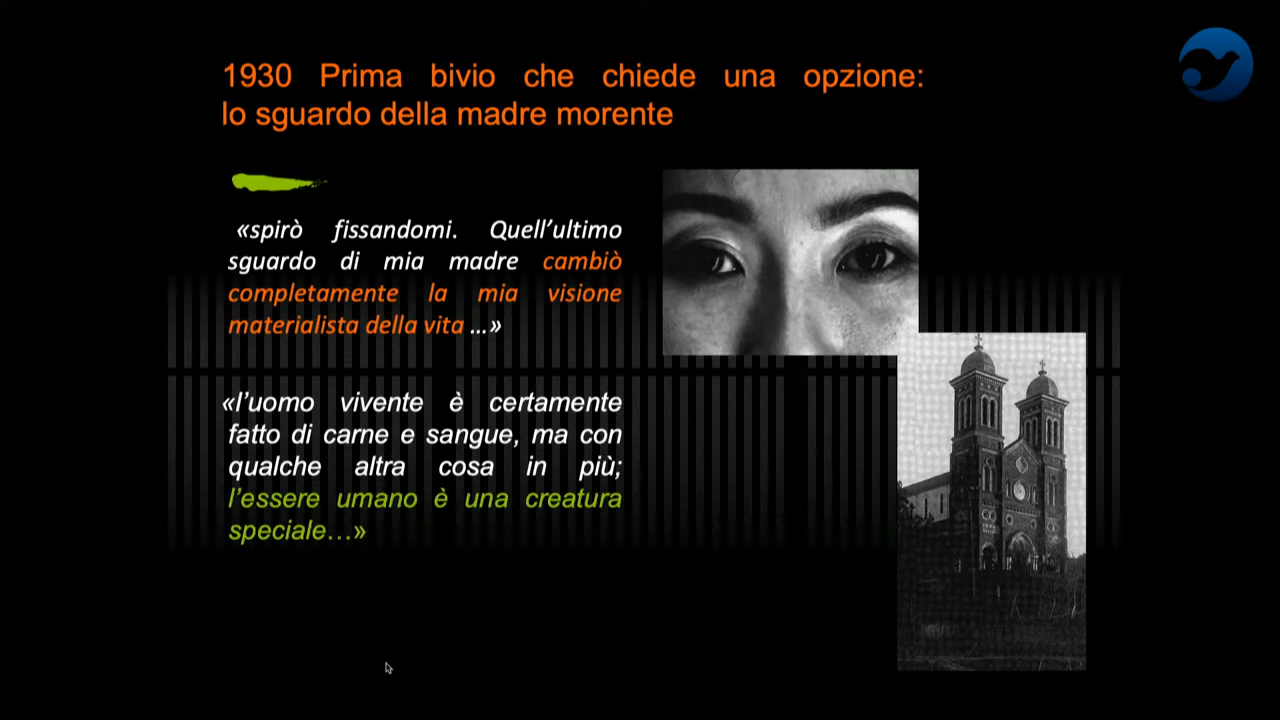 1930 Prima bivio che chiede una opzione:
lo sguardo della madre morente
«spirò fissandomi. Quell’ultimo
sguardo di mia madre cambiò
completamente la mia visione
materialista della vita ...»
«l’uomo vivente è certamente
fatto di carne e sangue, ma con
qualche altra cosa in più;
l’essere umano è una creatura
speciale…»